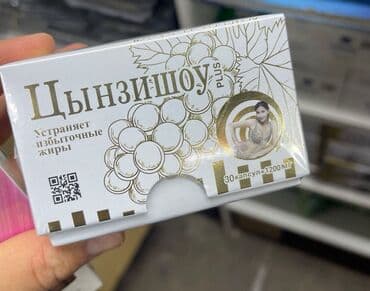 Цынзишоу
PLUS
Устраняет
избыточные
жиры
30 капсул*1200 мг